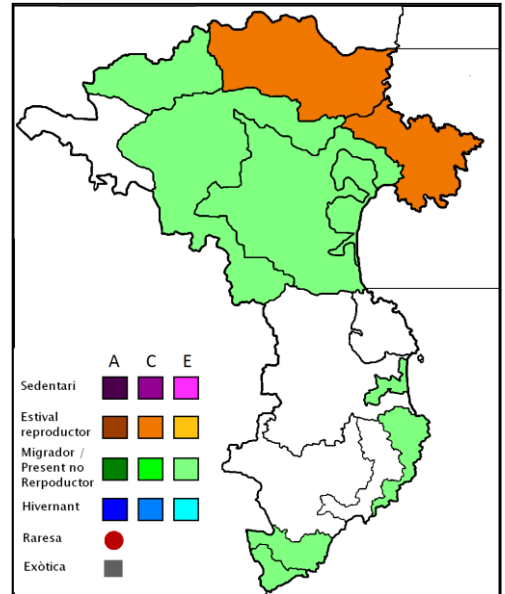 A C E
Sedentari
Estival
reproductor
Migrador /
Present no
Rerpoductor
Hivernant
Raresa
Exòtica